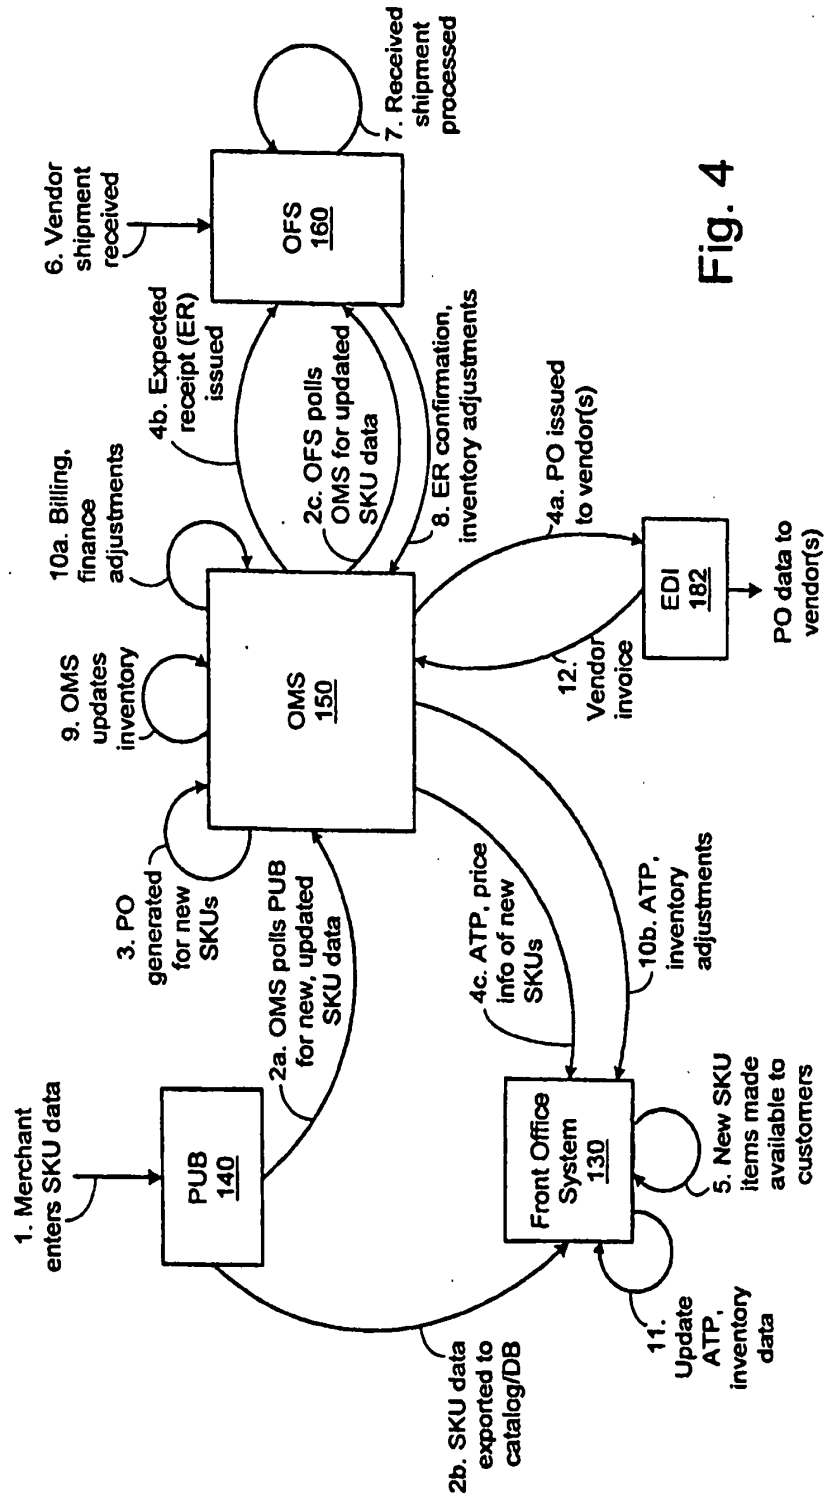 1. Merchant
enters SKU data
PUB
140
2a. OMS polls PUB
for new, updated
SKU data
2b. SKU data
exported to
catalog/DB
3. PO
generated
for new
SKUs
9. OMS
updates
inventory
10a. Billing,
finance
adjustments
OMS
150
4b. Expected
receipt (ER)
issued
2c. OFS polls
OMS for updated
SKU data
8. ER confirmation,
inventory adjustments
6. Vendor
shipment
received
OFS
160
7. Received
shipment
processed
4a. PO issued
to vendor(s)
12.
Vendor
invoice
EDI
182
PO data to
vendor(s)
4c. ATP, price
info of new
SKUs
10b. ATP,
inventory
adjustments
Front Office
System
130
5. New SKU
items made
available to
customers
11.
Update
ATP,
inventory
data
Fig. 4